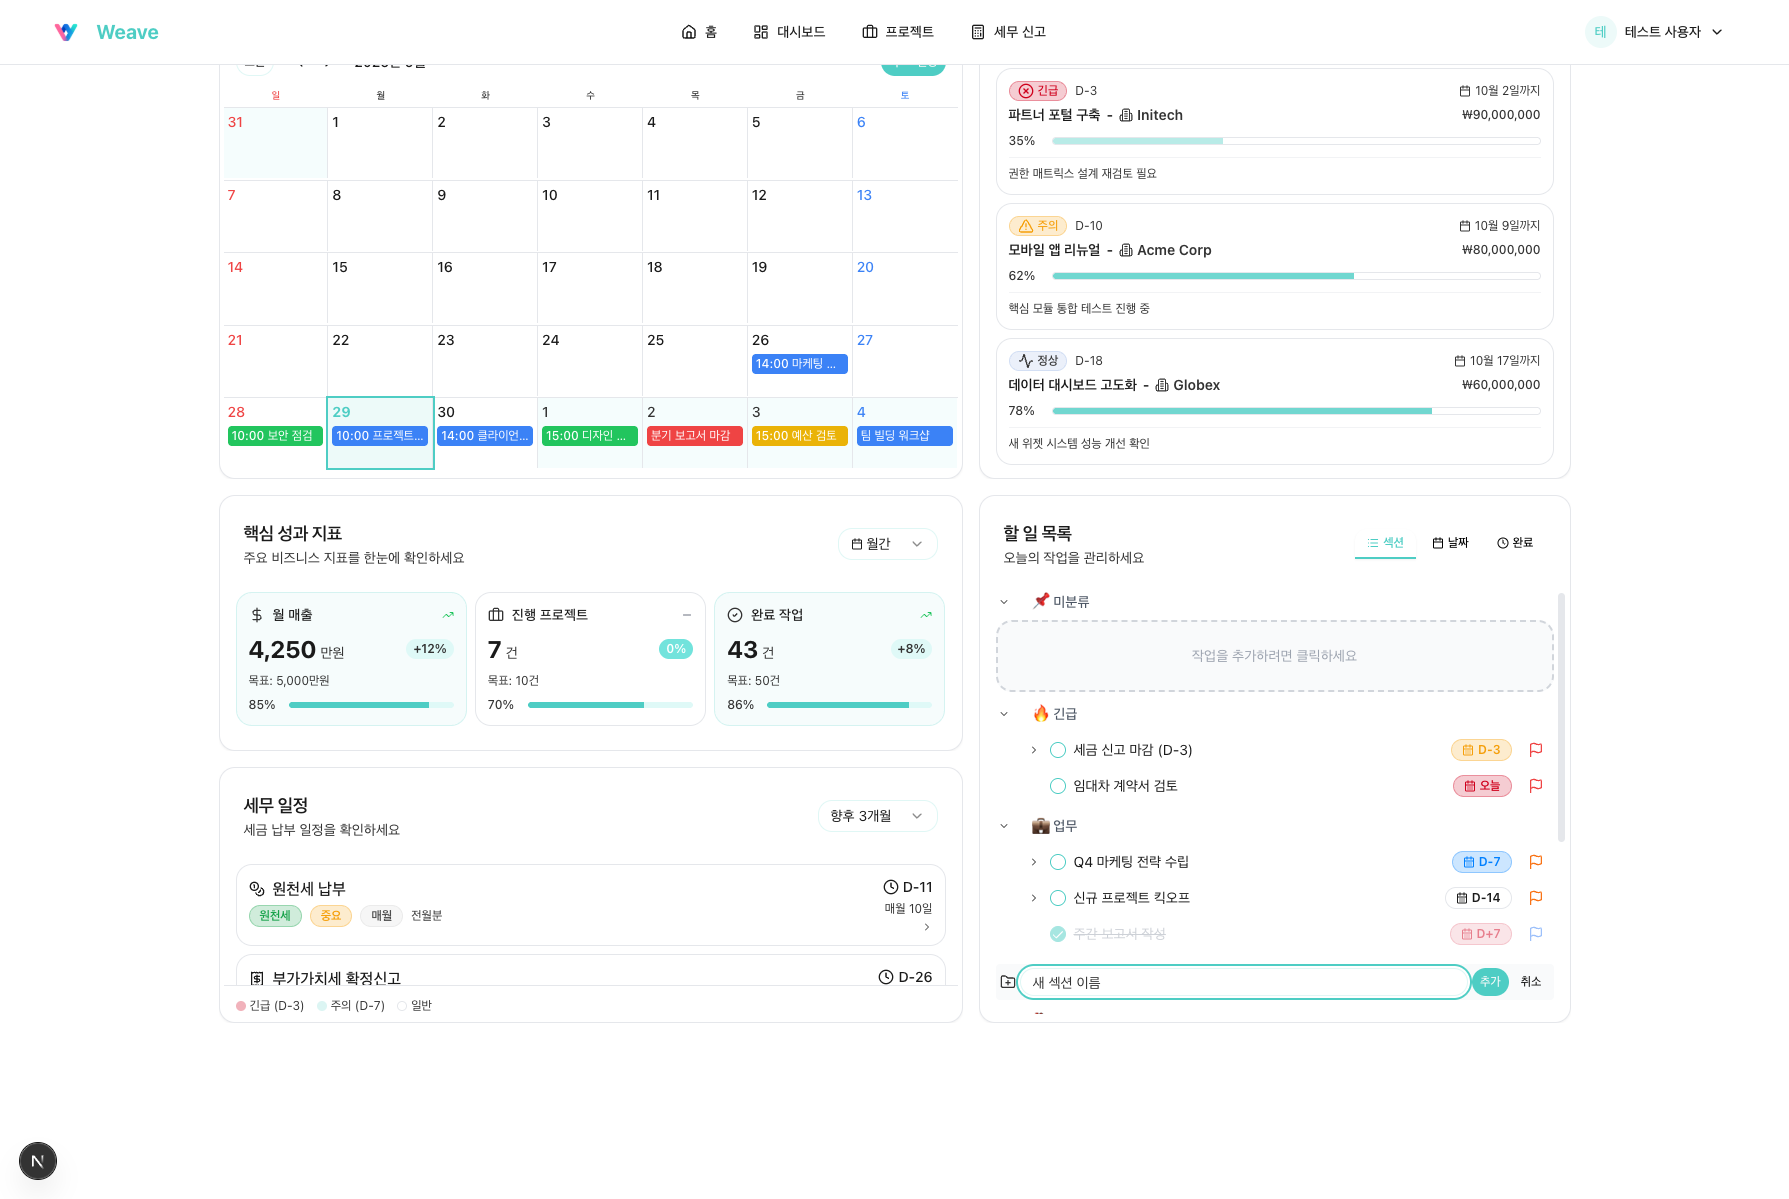 Weave
홈
대시보드
프로젝트
세무 신고
테 테스트 사용자
일 월 화 수 목 금 토
31 1 2 3 4 5 6
7 8 9 10 11 12 13
14 15 16 17 18 19 20
21 22 23 24 25 26 27
14:00 마케팅 ...
28 29 30 1 2 3 4
10:00 보안 점검
10:00 프로젝트...
14:00 클라이언...
15:00 디자인 ...
분기 보고서 마감
15:00 예산 검토
팀 빌딩 워크샵
긴급 D-3 10월 2일까지
파트너 포털 구축 - Initech ₩90,000,000
35%
권한 매트릭스 설계 재검토 필요
주의 D-10 10월 9일까지
모바일 앱 리뉴얼 - Acme Corp ₩80,000,000
62%
핵심 모듈 통합 테스트 진행 중
정상 D-18 10월 17일까지
데이터 대시보드 고도화 - Globex ₩60,000,000
78%
새 위젯 시스템 성능 개선 확인
핵심 성과 지표
주요 비즈니스 지표를 한눈에 확인하세요
월간
월 매출
4,250 만원 +12%
목표: 5,000만원
85%
진행 프로젝트
7 건 0%
목표: 10건
70%
완료 작업
43 건 +8%
목표: 50건
86%
세무 일정
세금 납부 일정을 확인하세요
향후 3개월
원천세 납부 D-11
원천세 중요 매월 전월분 매월 10일
부가가치세 확정신고 D-26
긴급 (D-3) 주의 (D-7) 일반
할 일 목록
오늘의 작업을 관리하세요
섹션 날짜 완료
미분류
작업을 추가하려면 클릭하세요
긴급
세금 신고 마감 (D-3) D-3
임대차 계약서 검토 오늘
업무
Q4 마케팅 전략 수립 D-7
신규 프로젝트 킥오프 D-14
주간 보고서 작성 D+7
새 섹션 이름 추가 취소
N